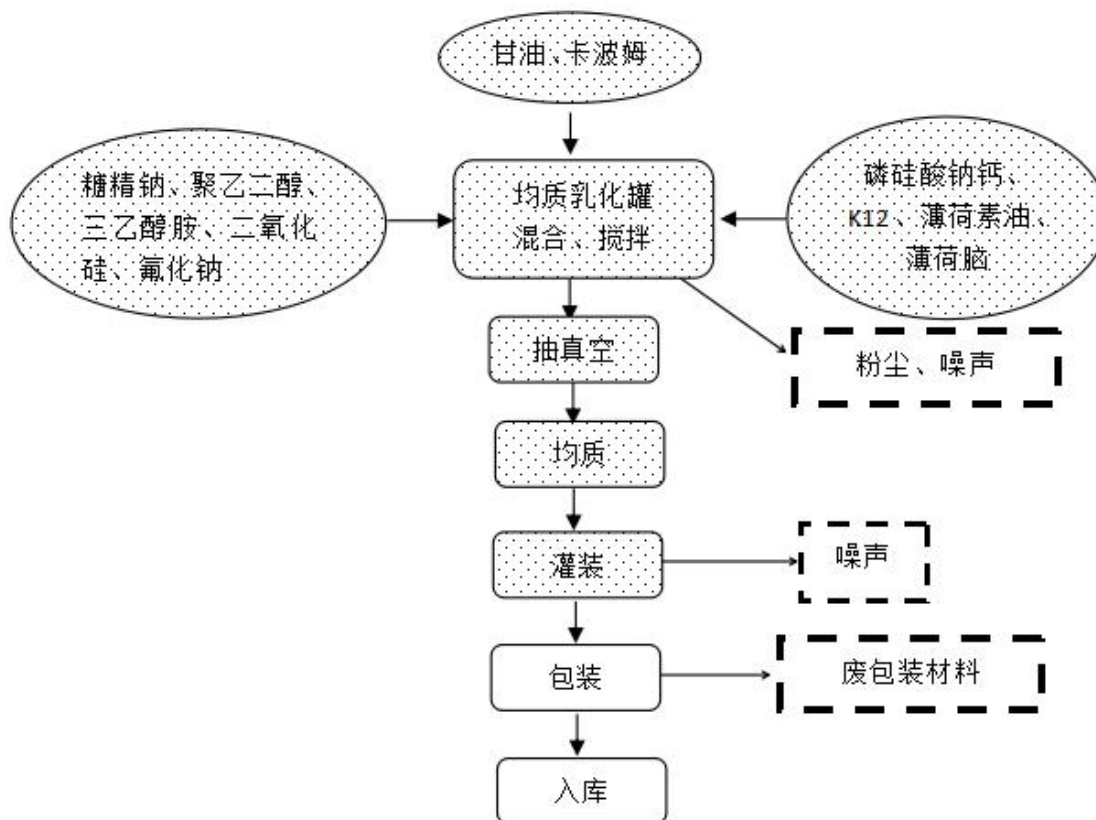 甘油、卡波姆
糖精钠、聚乙二醇、
三乙醇胺、二氧化
硅、氟化钠
均质乳化罐
混合、搅拌
磷硅酸钠钙、
K12、薄荷素油、
薄荷脑
抽真空
粉尘、噪声
均质
灌装
噪声
包装
废包装材料
入库